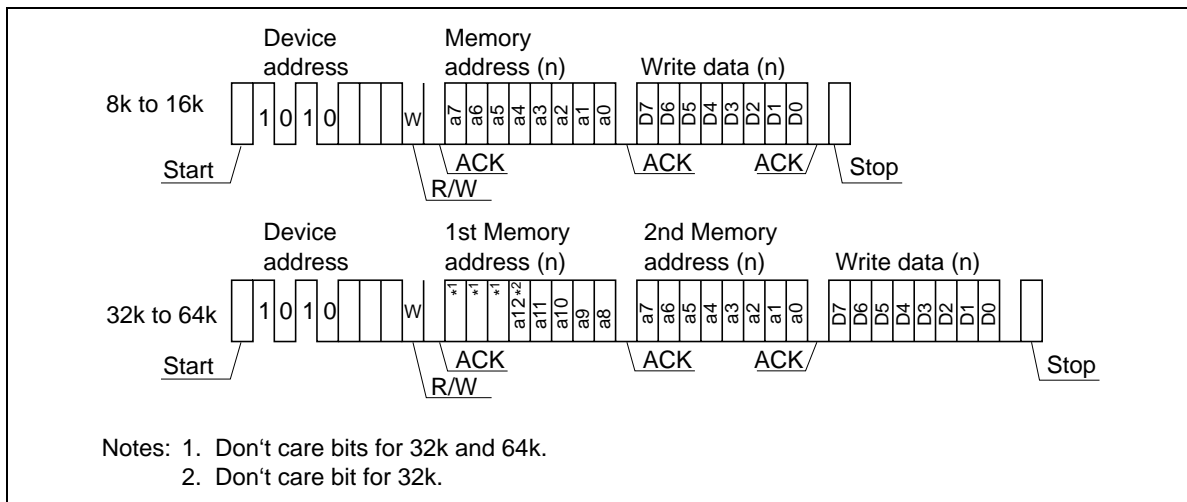 Device address Memory address (n) Write data (n)
8k to 16k 1 0 1 0 W a7 a6 a5 a4 a3 a2 a1 a0 D7 D6 D5 D4 D3 D2 D1 D0
Start R/W ACK ACK ACK Stop
Device address 1st Memory address (n) 2nd Memory address (n) Write data (n)
32k to 64k 1 0 1 0 W *1 *1 *1 a12*2 a11 a10 a9 a8 a7 a6 a5 a4 a3 a2 a1 a0 D7 D6 D5 D4 D3 D2 D1 D0
Start R/W ACK ACK ACK Stop
Notes: 1. Don't care bits for 32k and 64k.
2. Don't care bit for 32k.